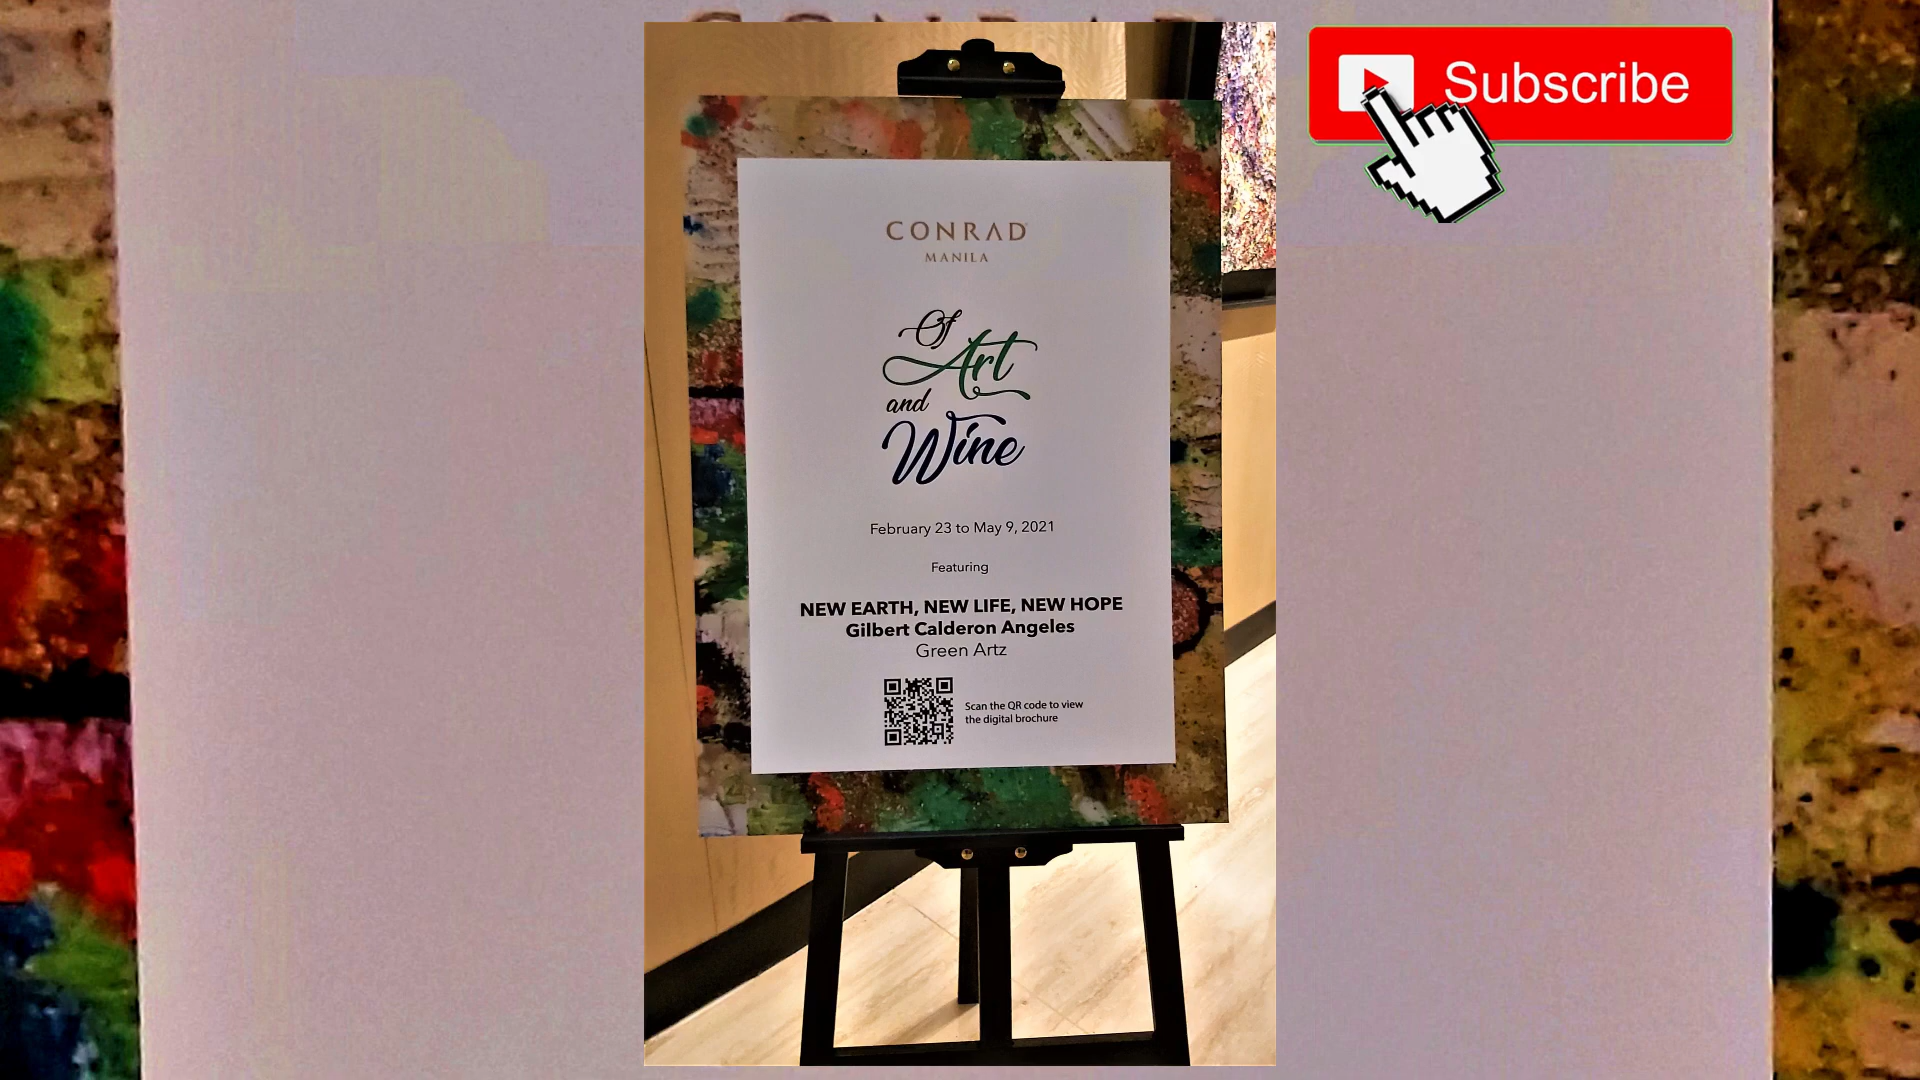 Subscribe
CONRAD
MANILA
Of
Art
and
Wine
February 23 to May 9, 2021
Featuring
NEW EARTH, NEW LIFE, NEW HOPE
Gilbert Calderon Angeles
Green Artz
Scan the QR code to view
the digital brochure